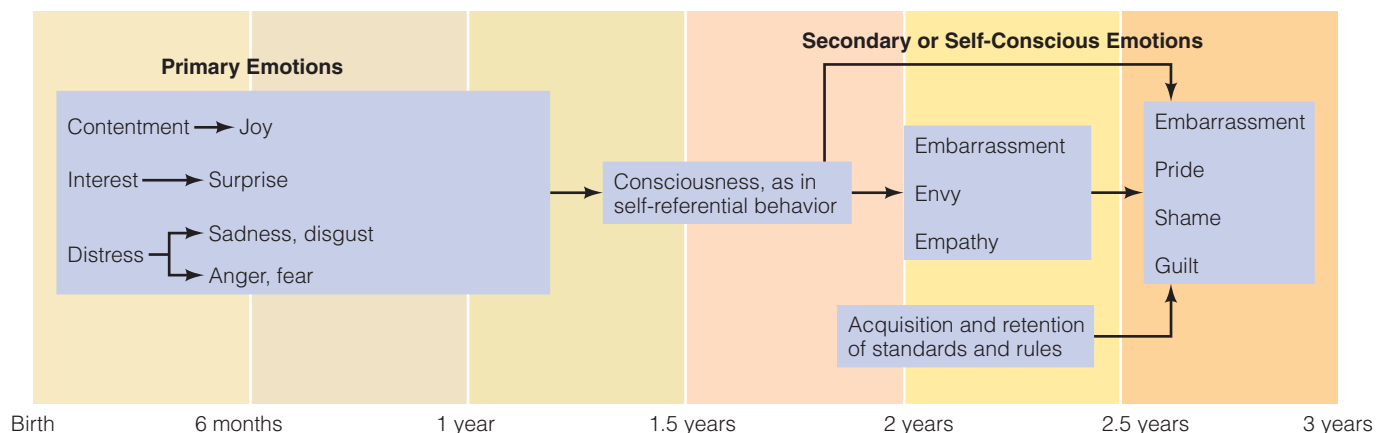 Primary Emotions
Contentment
Joy
Interest
Surprise
Distress
Sadness, disgust
Anger, fear
Consciousness, as in
self-referential behavior
Secondary or Self-Conscious Emotions
Embarrassment
Envy
Empathy
Acquisition and retention
of standards and rules
Embarrassment
Pride
Shame
Guilt
Birth
6 months
1 year
1.5 years
2 years
2.5 years
3 years